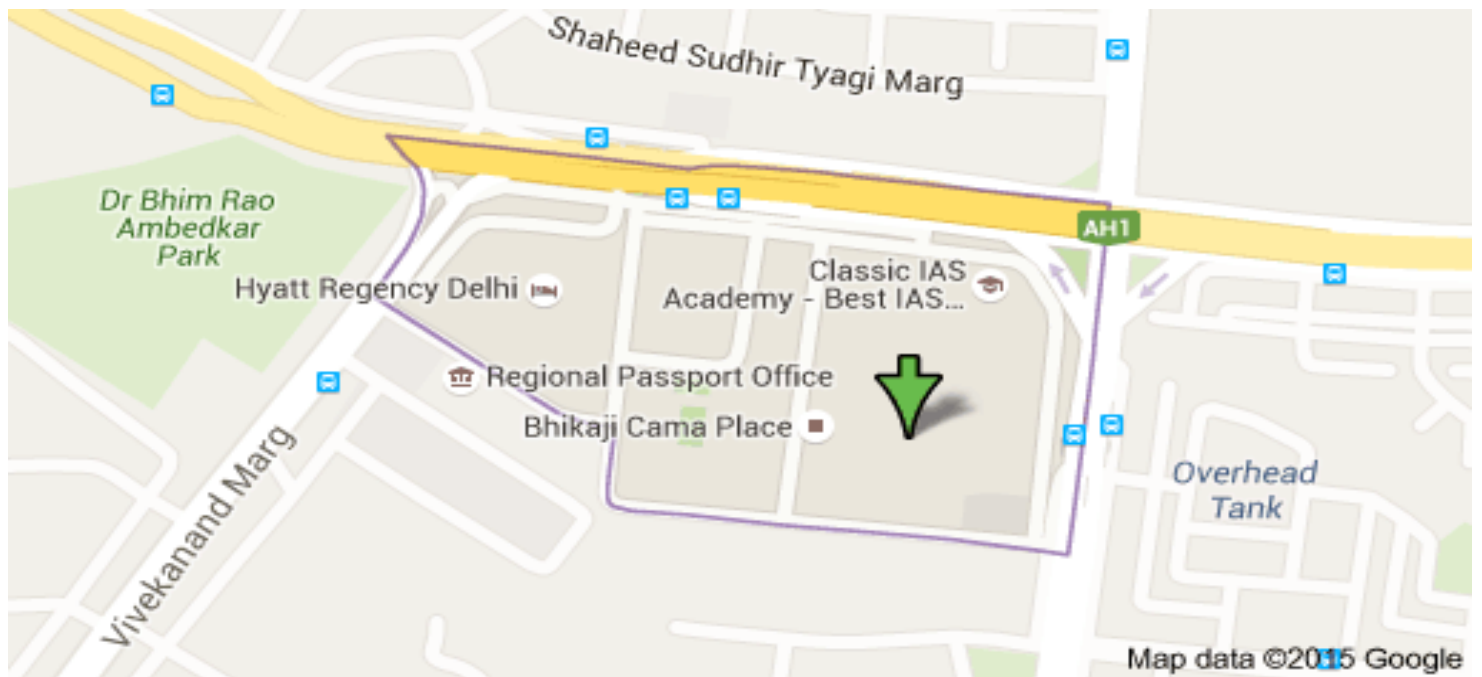 Shaheed Sudhir Tyagi Marg
Dr Bhim Rao
Ambedkar
Park
AH1
Hyatt Regency Delhi
Classic IAS
Academy - Best IAS...
Regional Passport Office
Bhikaji Cama Place
Vivekanand Marg
Overhead
Tank
Map data ©2015 Google